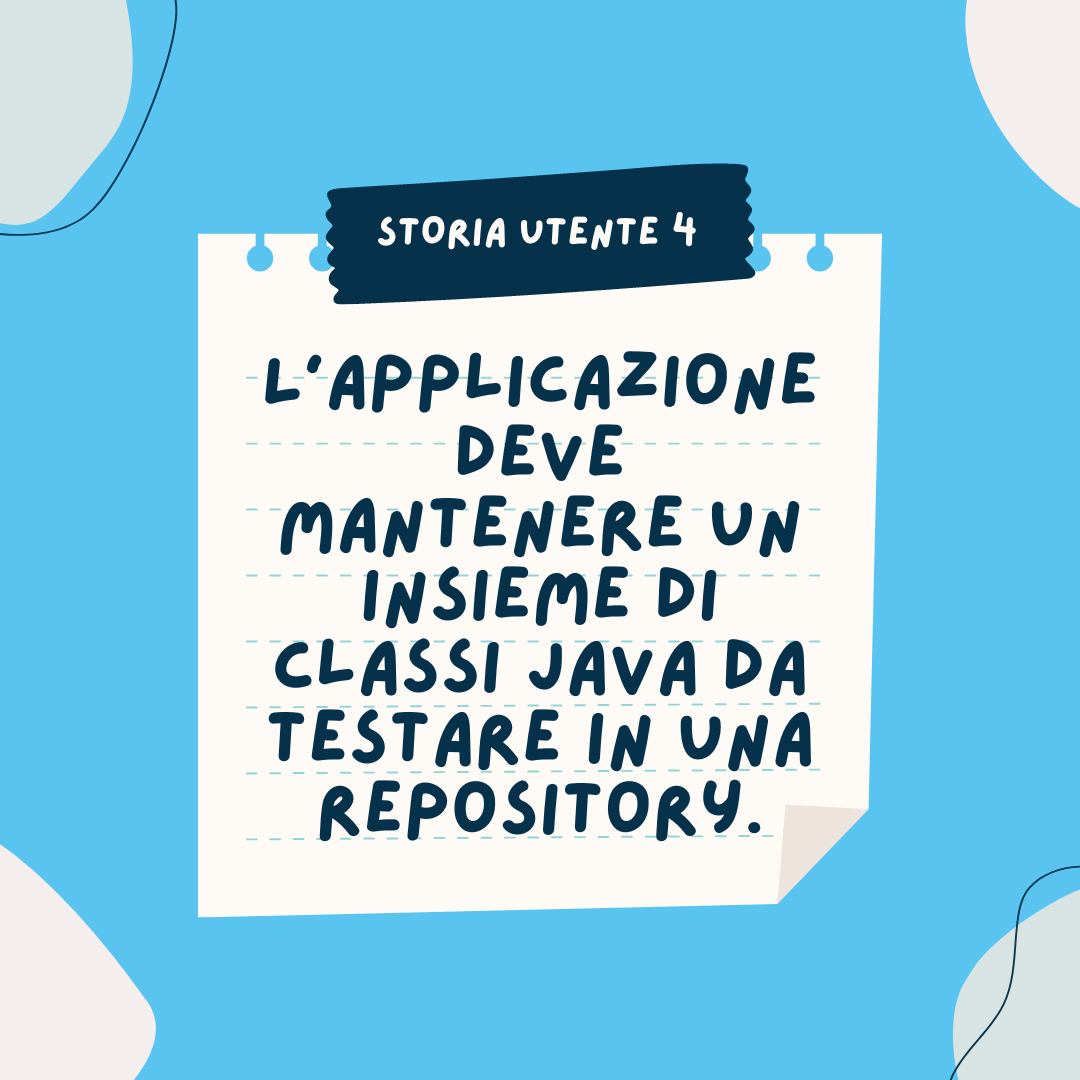 STORIA UTENTE 4
L'APPLICAZIONE
DEVE
MANTENERE UN
INSIEME DI
CLASSI JAVA DA
TESTARE IN UNA
REPOSITORY.